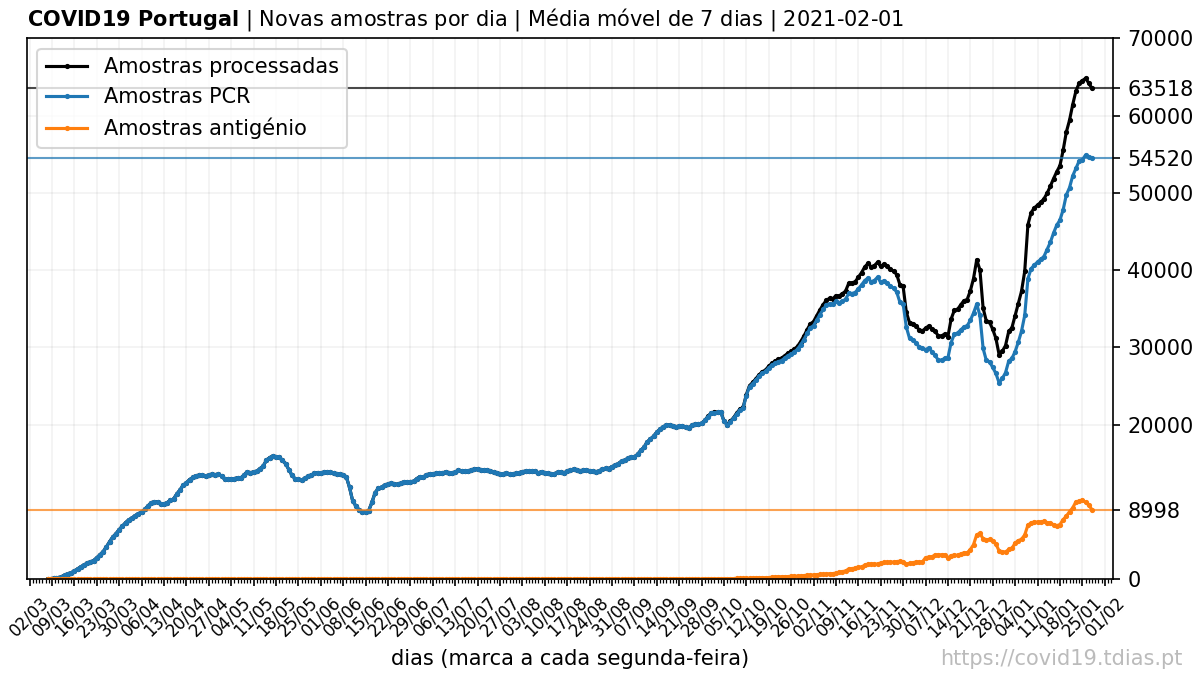 COVID19 Portugal | Novas amostras por dia | Média móvel de 7 dias | 2021-02-01
Amostras processadas
Amostras PCR
Amostras antigénio
70000
63518
60000
54520
50000
40000
30000
20000
8998
0
02/03 09/03 16/03 23/03 30/03 06/04 13/04 20/04 27/04 04/05 11/05 18/05 25/05 01/06 08/06 15/06 22/06 29/06 06/07 13/07 20/07 27/07 03/08 10/08 17/08 24/08 31/08 07/09 14/09 21/09 28/09 05/10 12/10 19/10 26/10 02/11 09/11 16/11 23/11 30/11 07/12 14/12 21/12 28/12 04/01 11/01 18/01 25/01 01/02
dias (marca a cada segunda-feira)
https://covid19.tdias.pt